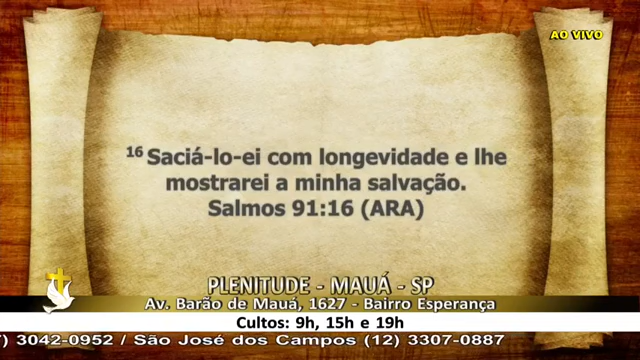 AO VIVO
16 Saciá-lo-ei com longevidade e lhe
mostrarei a minha salvação.
Salmos 91:16 (ARA)
PLENITUDE - MAUÁ - SP
Av. Barão de Mauá, 1627 - Bairro Esperança
Cultos: 9h, 15h e 19h
7) 3042-0952 / São José dos Campos (12) 3307-0887